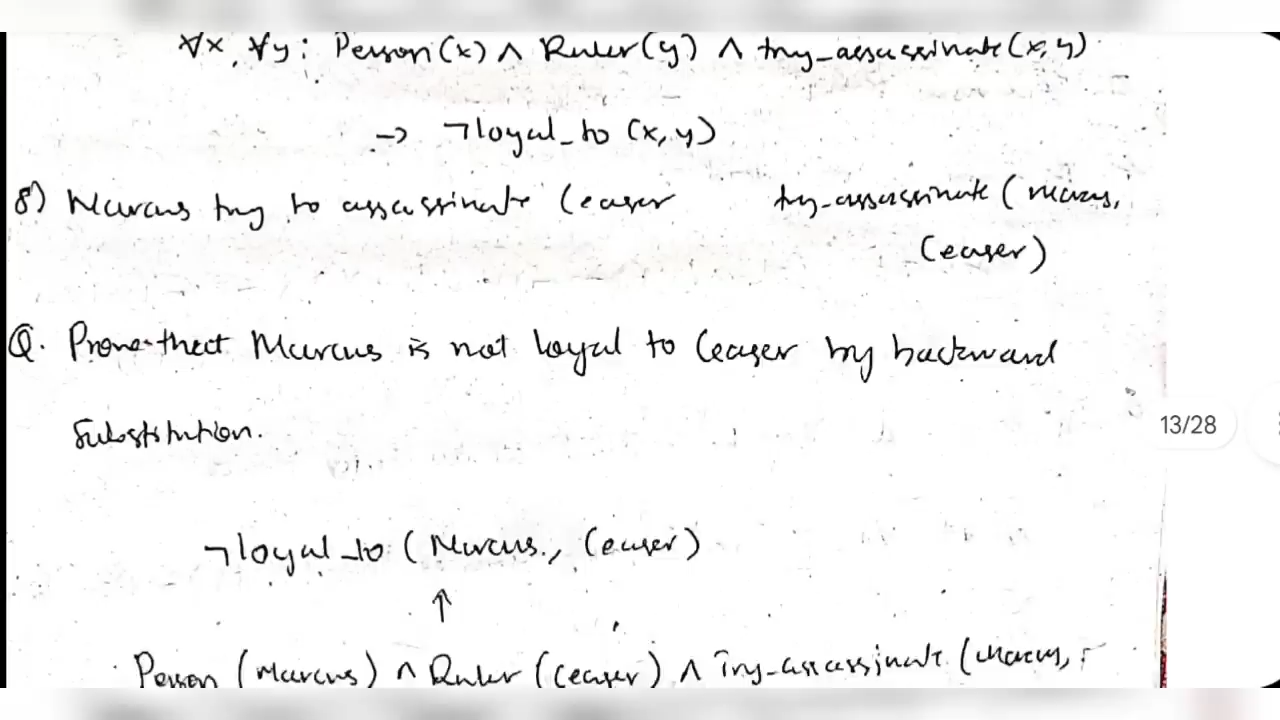 ∀x, ∀y : Person(x) ∧ Ruler(y) ∧ try_assassinate(x, y)
→ ¬loyal_to (x, y)
8) Marcus try to assassinate Ceaser try_assassinate (Marcus,
Ceaser)
Q. Prove that Marcus is not loyal to Ceaser by backward
Substitution.
13/28
¬loyal_to (Marcus, Ceaser)
↑
Person (Marcus) ∧ Ruler (Ceaser) ∧ Try_assassinate (Marcus,